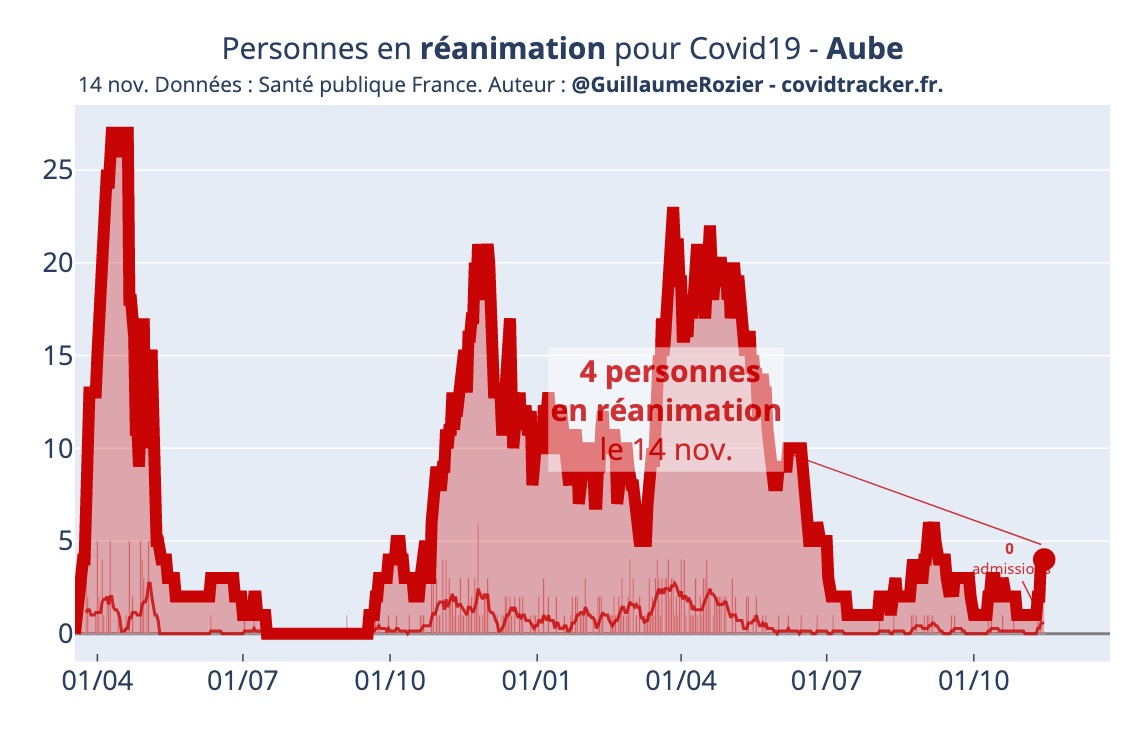 Personnes en réanimation pour Covid19 - Aube
14 nov. Données : Santé publique France. Auteur : @GuillaumeRozier - covidtracker.fr.
25
20
15
10
5
0
4 personnes
en réanimation
le 14 nov.
0
admissions
01/04
01/07
01/10
01/01
01/04
01/07
01/10